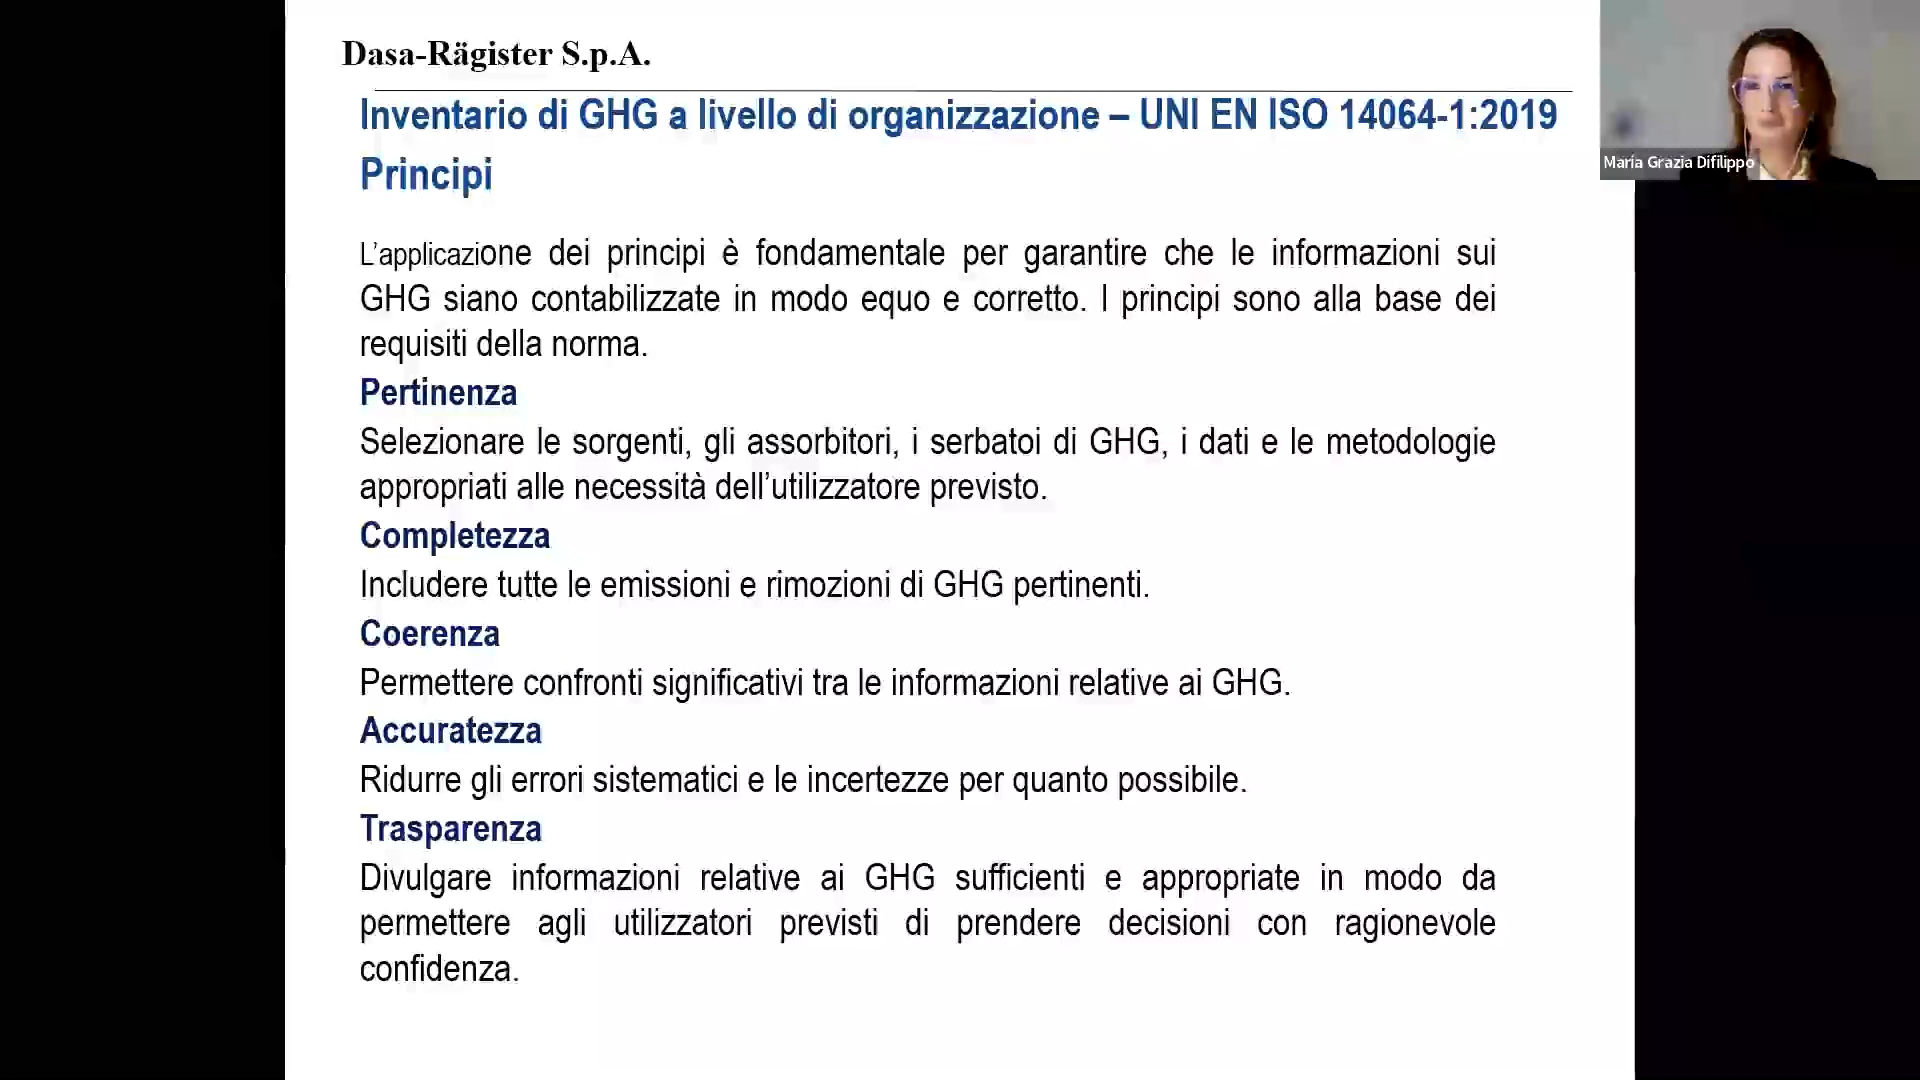 Dasa-Rägister S.p.A.
Inventario di GHG a livello di organizzazione – UNI EN ISO 14064-1:2019
Principi
Maria Grazia Difilippo
L’applicazione dei principi è fondamentale per garantire che le informazioni sui
GHG siano contabilizzate in modo equo e corretto. I principi sono alla base dei
requisiti della norma.
Pertinenza
Selezionare le sorgenti, gli assorbitori, i serbatoi di GHG, i dati e le metodologie
appropriati alle necessità dell’utilizzatore previsto.
Completezza
Includere tutte le emissioni e rimozioni di GHG pertinenti.
Coerenza
Permettere confronti significativi tra le informazioni relative ai GHG.
Accuratezza
Ridurre gli errori sistematici e le incertezze per quanto possibile.
Trasparenza
Divulgare informazioni relative ai GHG sufficienti e appropriate in modo da
permettere agli utilizzatori previsti di prendere decisioni con ragionevole
confidenza.